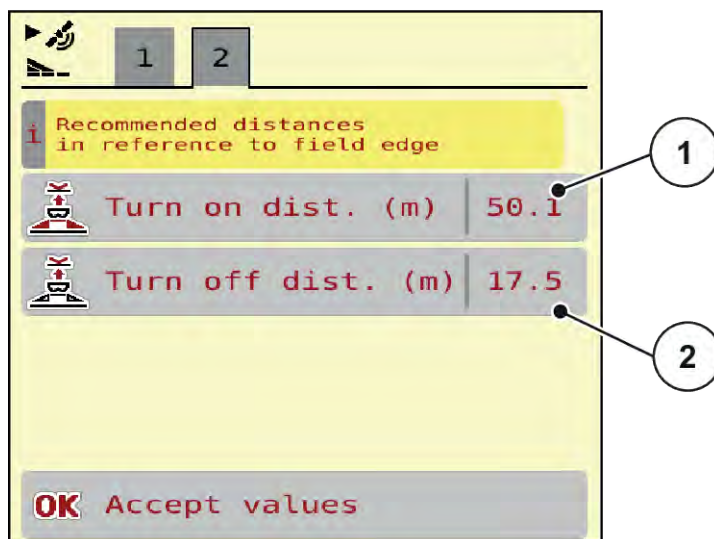 1
2
i
Recommended distances
in reference to field edge
Turn on dist. (m) 50.1
1
Turn off dist. (m) 17.5
2
OK Accept values